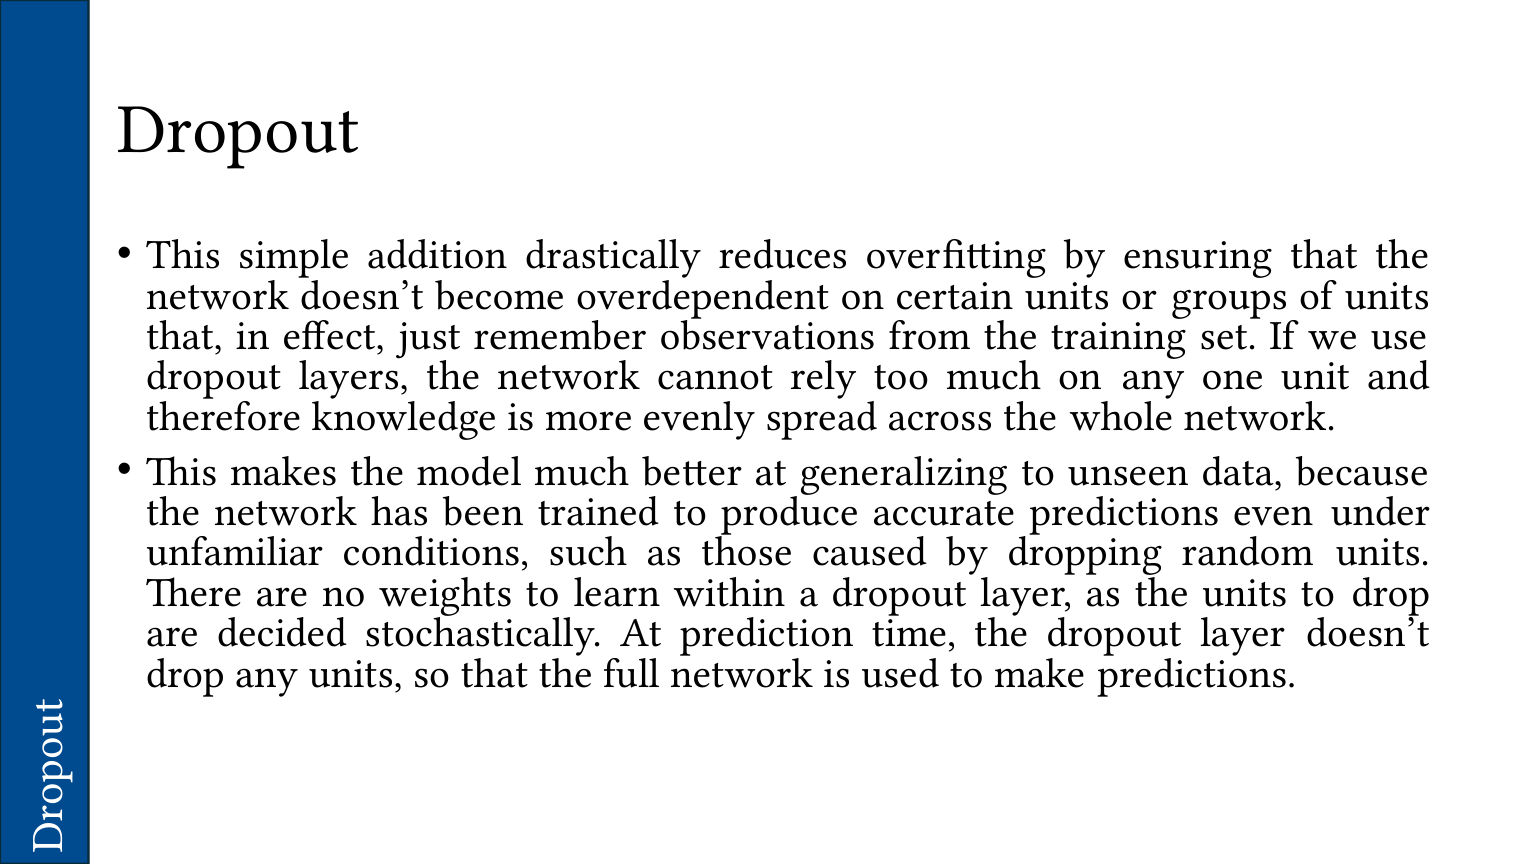 Dropout
• This simple addition drastically reduces overfitting by ensuring that the
network doesn’t become overdependent on certain units or groups of units
that, in effect, just remember observations from the training set. If we use
dropout layers, the network cannot rely too much on any one unit and
therefore knowledge is more evenly spread across the whole network.
• This makes the model much better at generalizing to unseen data, because
the network has been trained to produce accurate predictions even under
unfamiliar conditions, such as those caused by dropping random units.
There are no weights to learn within a dropout layer, as the units to drop
are decided stochastically. At prediction time, the dropout layer doesn’t
drop any units, so that the full network is used to make predictions.
Dropout